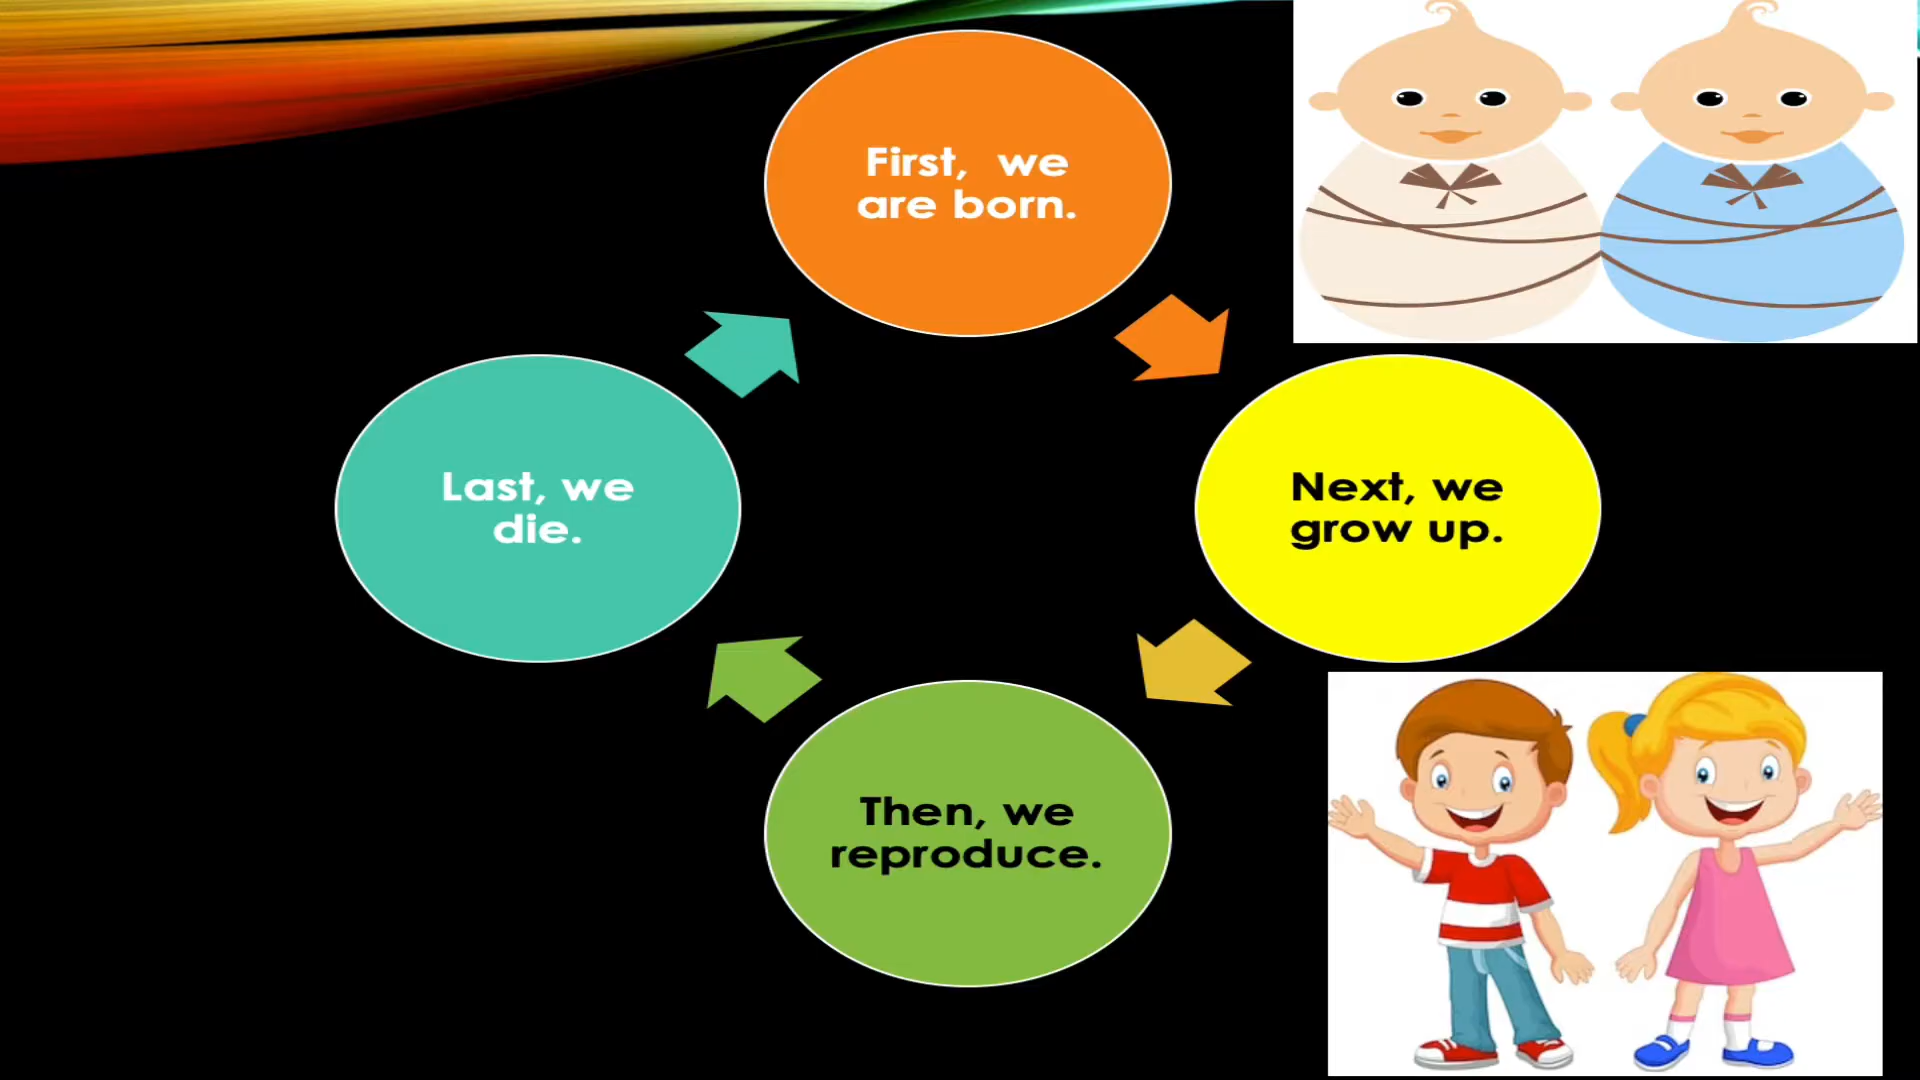 First,  we
are born.
Next, we
grow up.
Then, we
reproduce.
Last, we
die.